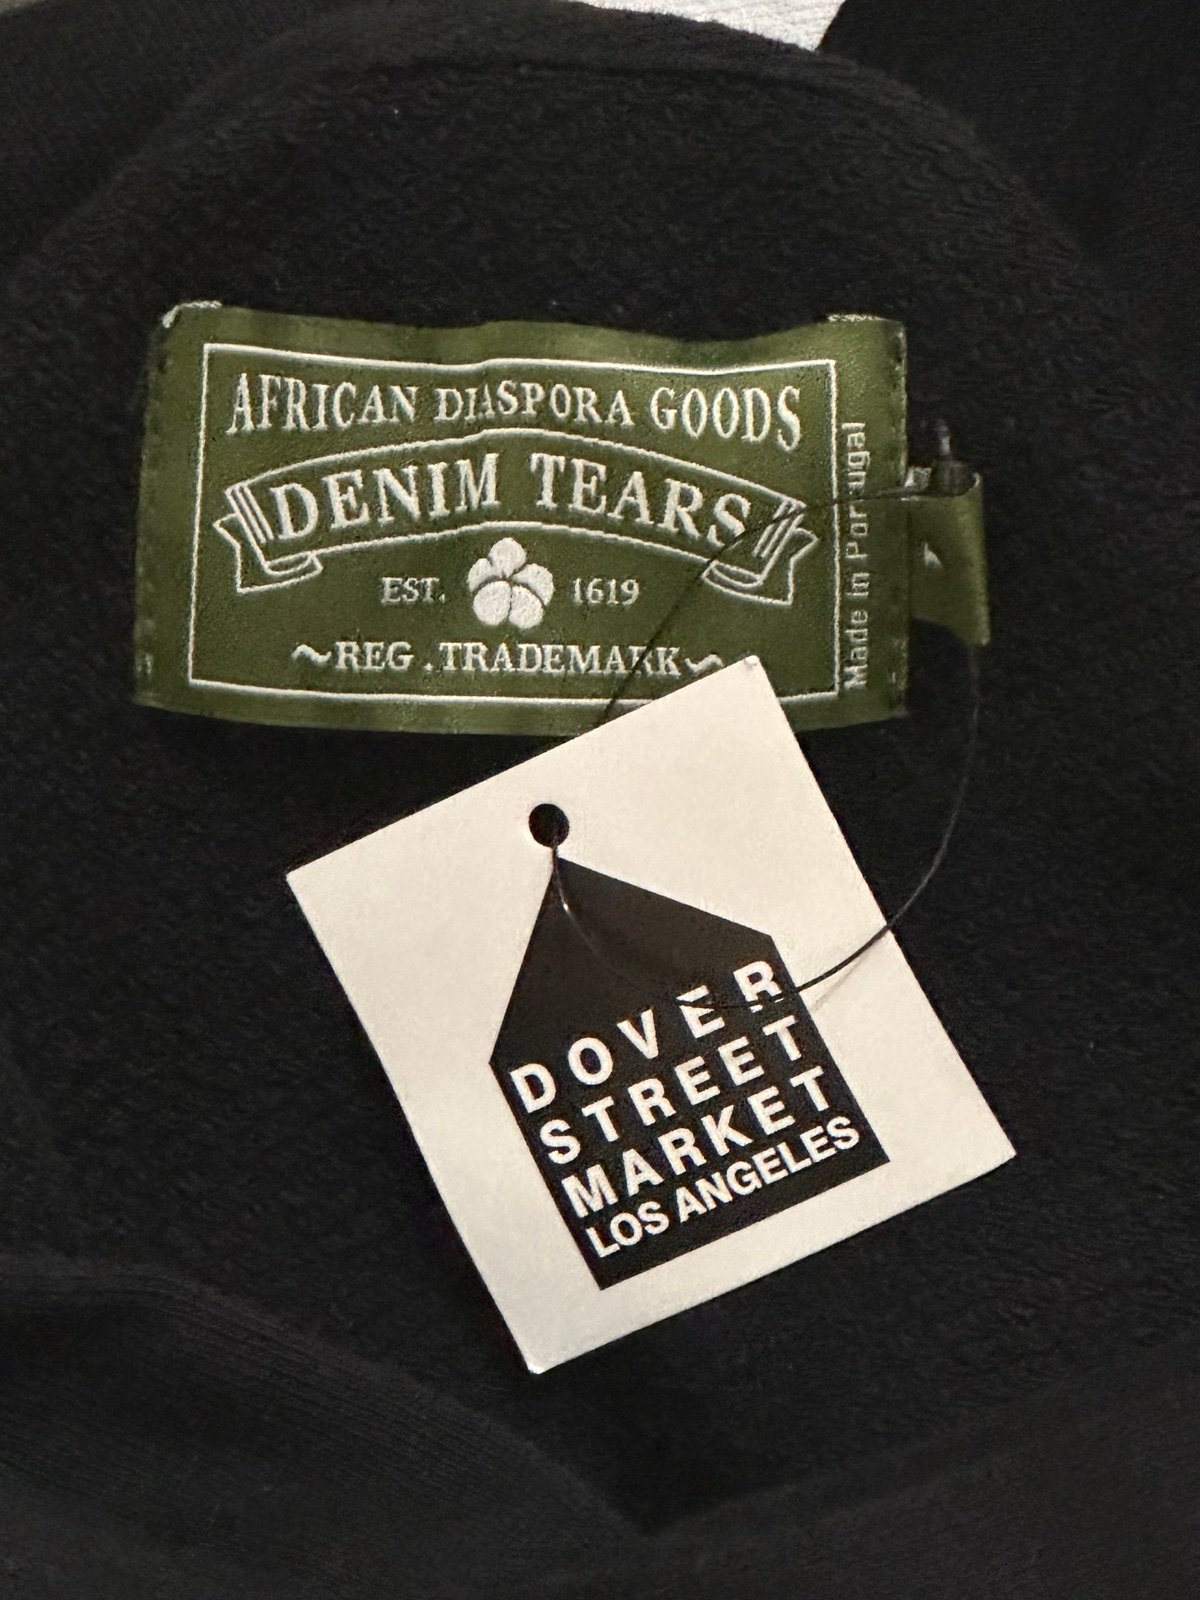 AFRICAN DIASPORA GOODS
DENIM TEARS
EST. 1619
~REG.TRADEMARK~
Made in Portugal
DOVER
STREET
MARKET
LOS ANGELES